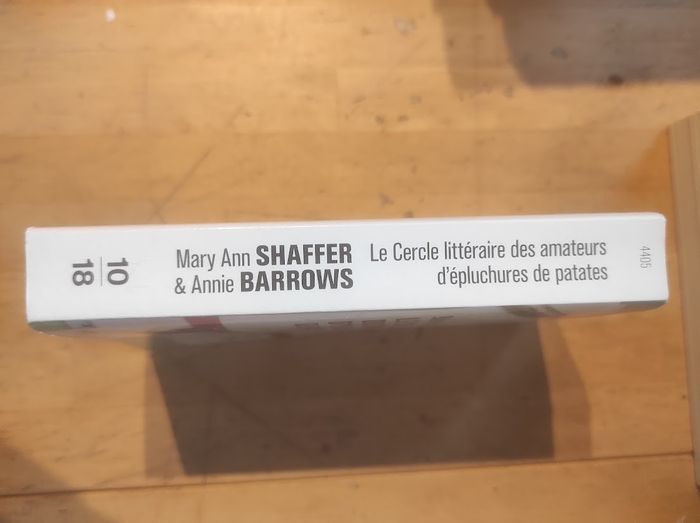 10
18
Mary Ann SHAFFER
& Annie BARROWS
Le Cercle littéraire des amateurs
d'épluchures de patates
4405